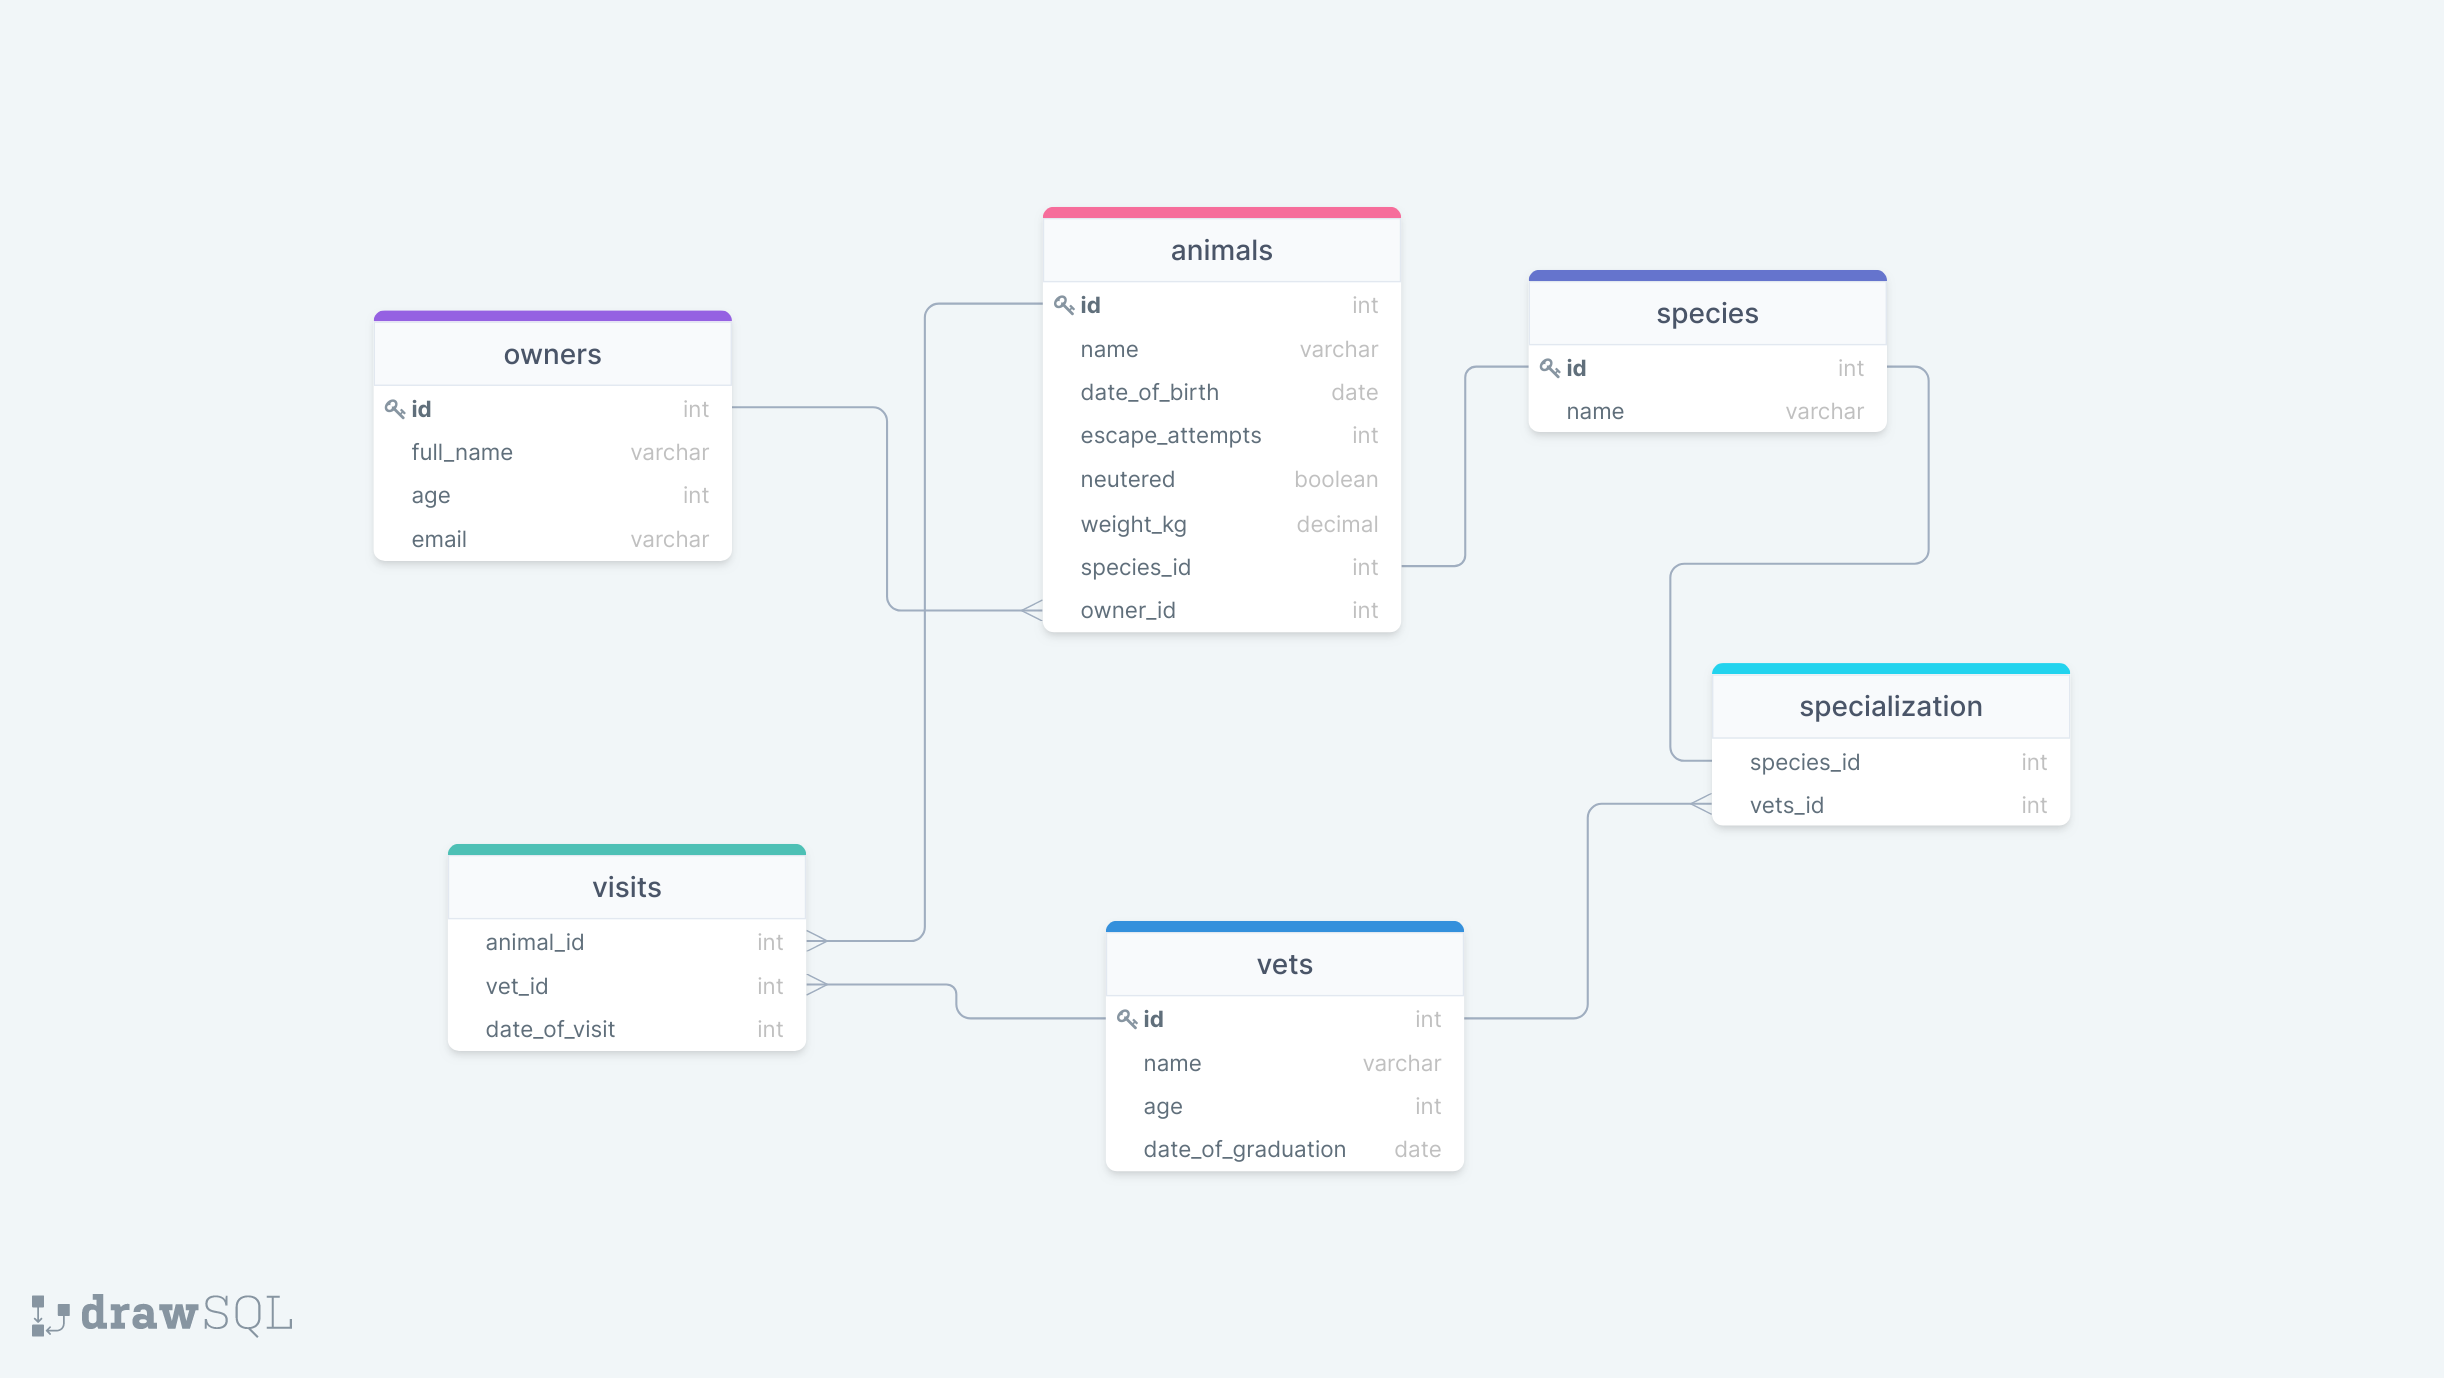 animals
id int
name varchar
date_of_birth date
escape_attempts int
neutered boolean
weight_kg decimal
species_id int
owner_id int
species
id int
name varchar
owners
id int
full_name varchar
age int
email varchar
specialization
species_id int
vets_id int
visits
animal_id int
vet_id int
date_of_visit int
vets
id int
name varchar
age int
date_of_graduation date
drawSQL